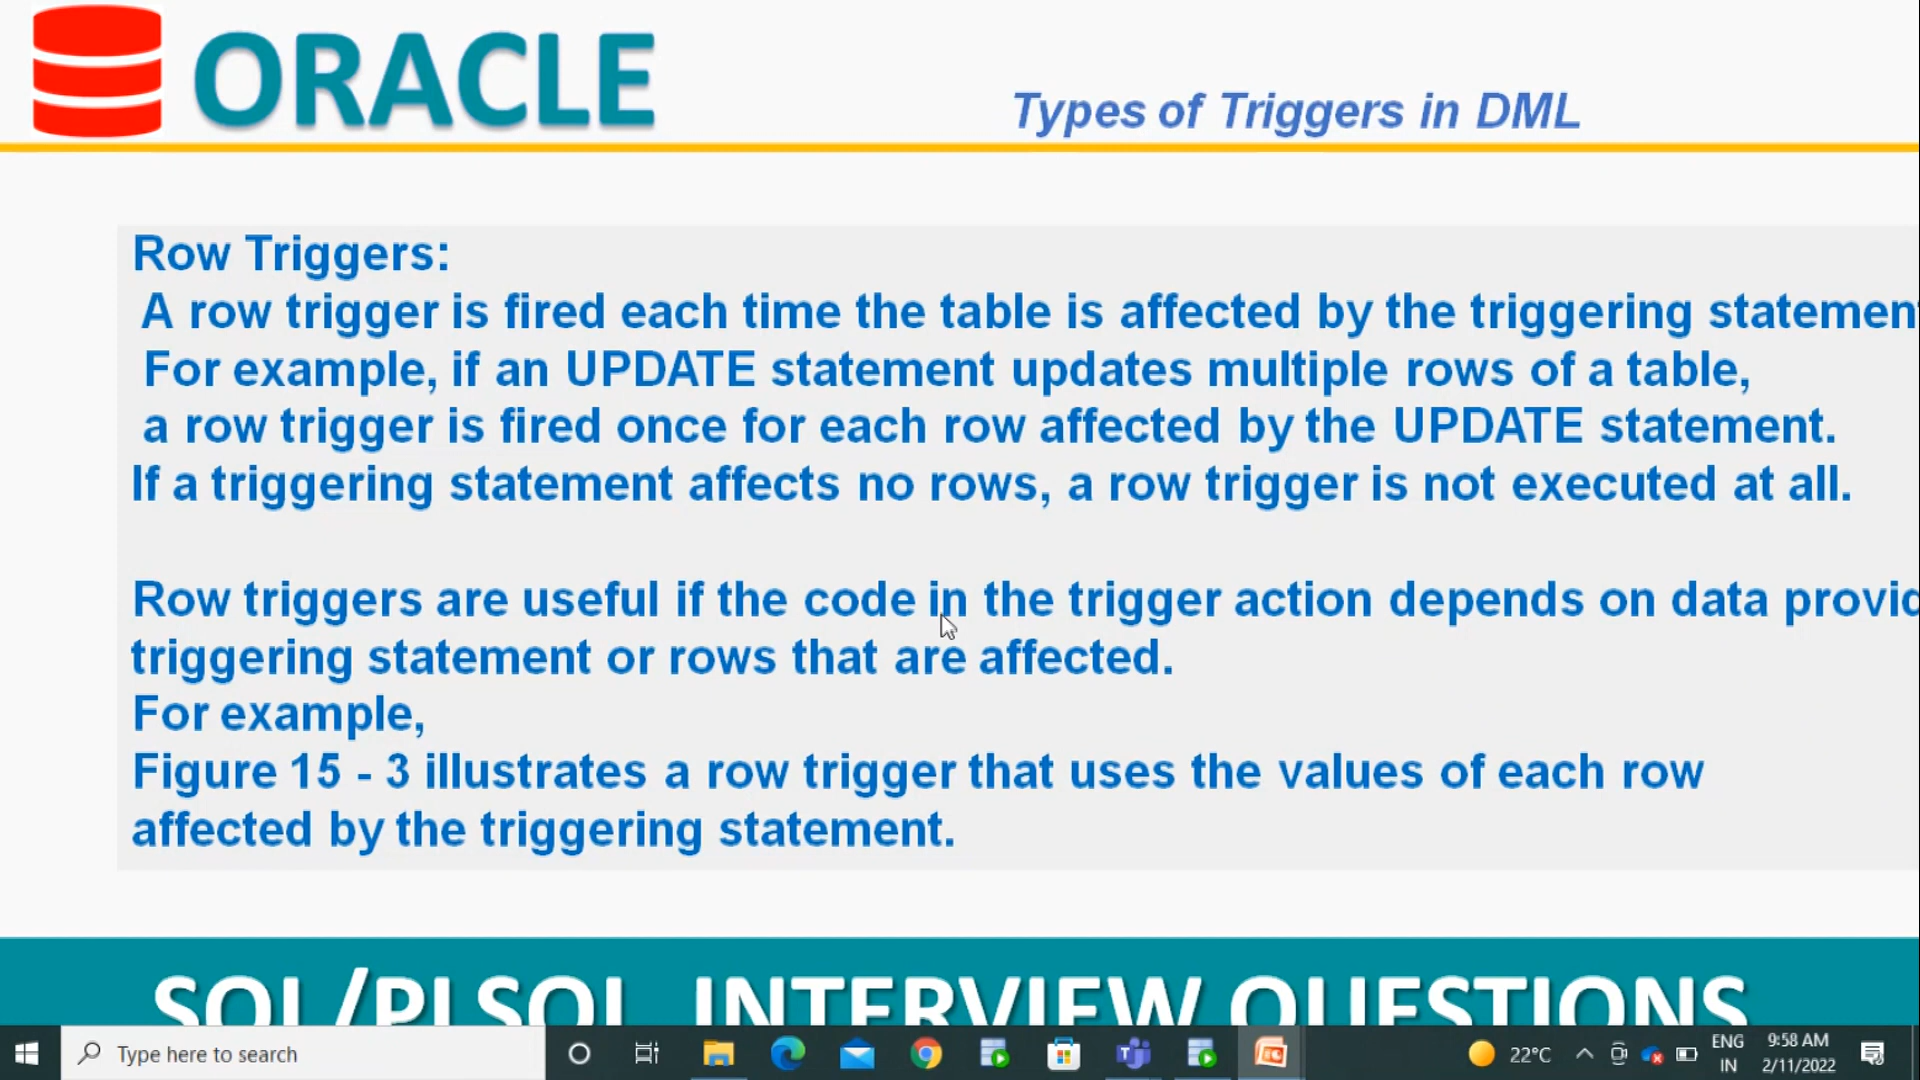 ORACLE
Types of Triggers in DML
Row Triggers:
A row trigger is fired each time the table is affected by the triggering statemen
For example, if an UPDATE statement updates multiple rows of a table,
a row trigger is fired once for each row affected by the UPDATE statement.
If a triggering statement affects no rows, a row trigger is not executed at all.
Row triggers are useful if the code in the trigger action depends on data provid
triggering statement or rows that are affected.
For example,
Figure 15 - 3 illustrates a row trigger that uses the values of each row
affected by the triggering statement.
SQL/PLSQL INTERVIEW QUESTIONS
Type here to search
22°C
ENG
IN
9:58 AM
2/11/2022